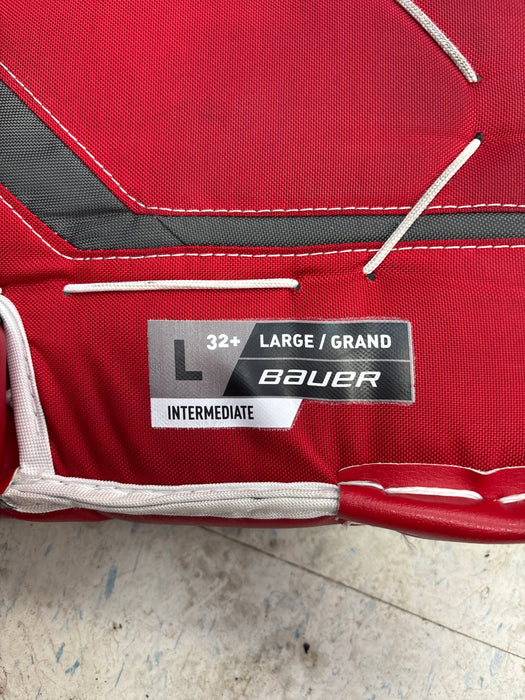 L 32+ LARGE / GRAND
BAUER
INTERMEDIATE